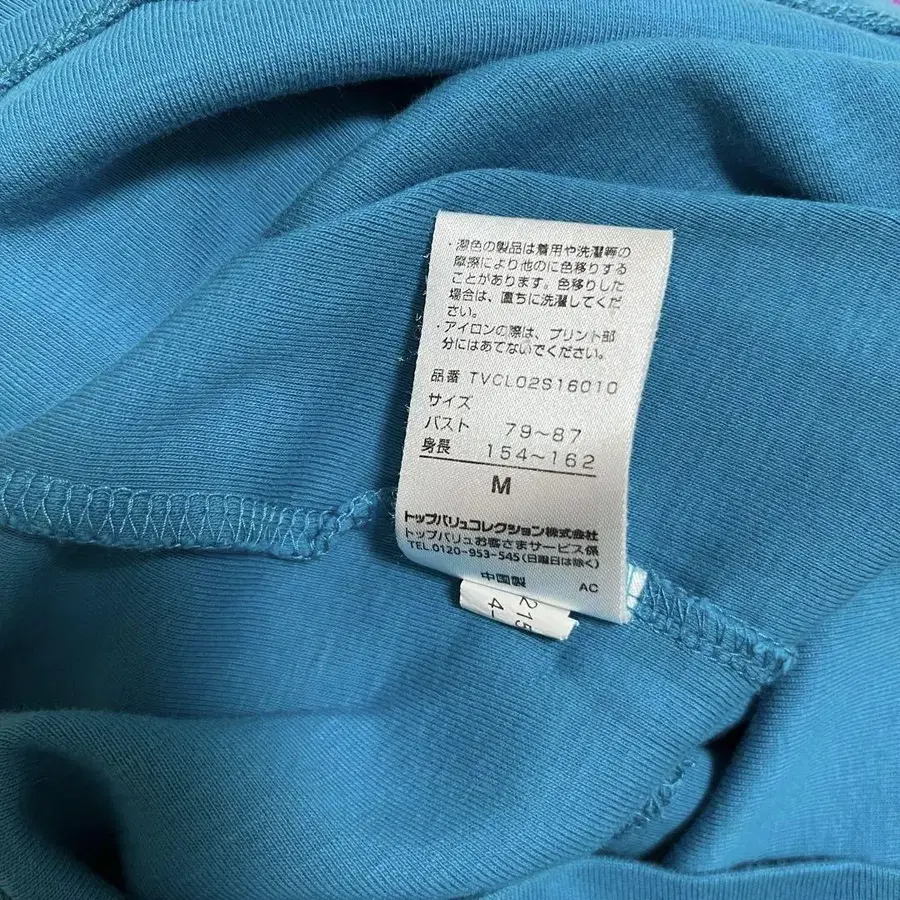 ・濃色の製品は着用や洗濯等の
摩擦により他のに色移りする
ことがあります。色移りした
場合は、直ちに洗濯してくだ
さい。
・アイロンの際は、プリント部
分にはあてないでください。
品番 TVCL02S16010
サイズ
バスト 79～87
身長 154～162
M
トップバリュコレクション株式会社
トップバリュお客さまサービス係
TEL.0120-953-545(日曜日は除く)
中国製 AC
215
4-